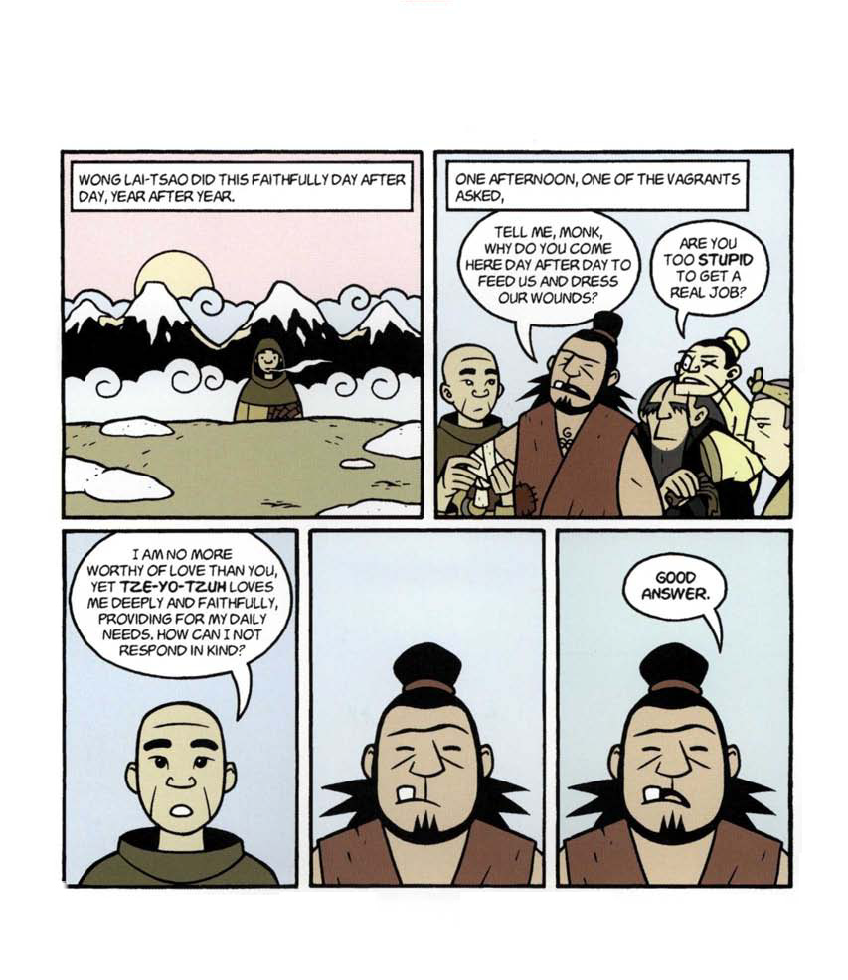 WONG LAI-TSAO DID THIS FAITHFULLY DAY AFTER
DAY, YEAR AFTER YEAR.
ONE AFTERNOON, ONE OF THE VAGRANTS
ASKED,
TELL ME, MONK,
WHY DO YOU COME
HERE DAY AFTER DAY TO
FEED US AND DRESS
OUR WOUNDS?
ARE YOU
TOO STUPID
TO GET A
REAL JOB?
I AM NO MORE
WORTHY OF LOVE THAN YOU,
YET TZE-YO-TZUH LOVES
ME DEEPLY AND FAITHFULLY,
PROVIDING FOR MY DAILY
NEEDS. HOW CAN I NOT
RESPOND IN KIND?
GOOD
ANSWER.